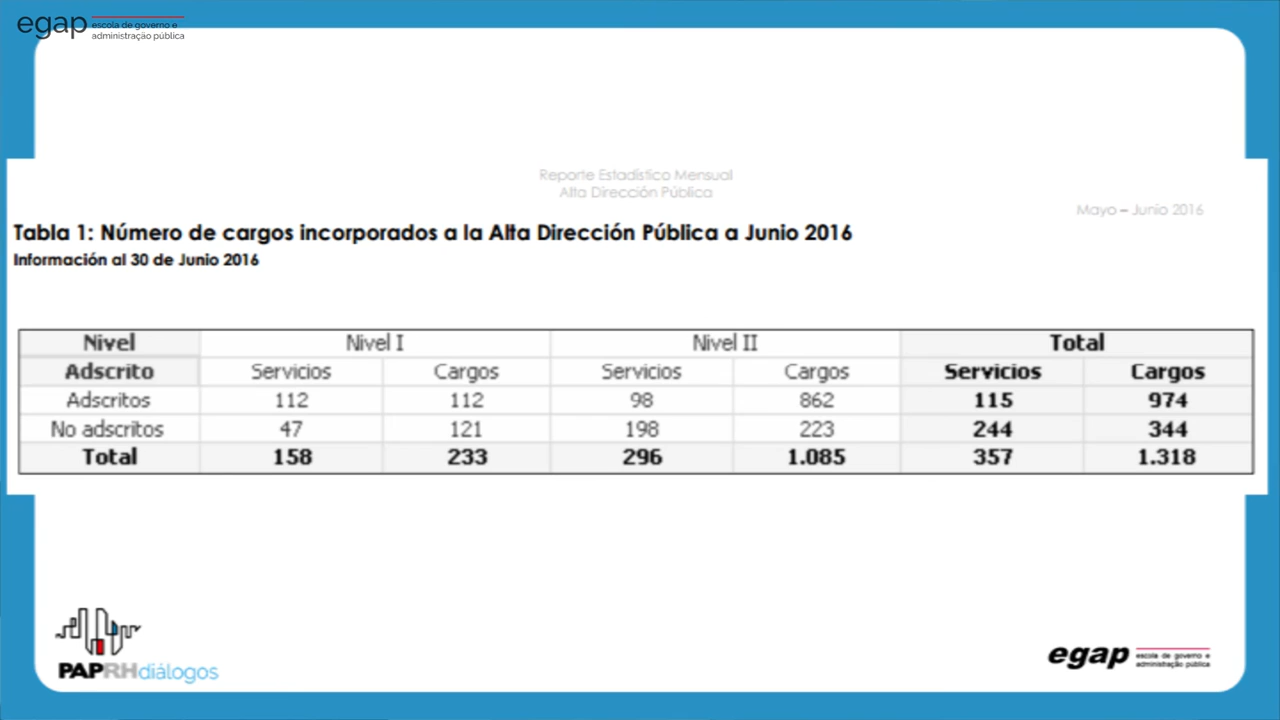 egap escola de governo e
administração pública
Reporte Estadístico Mensual
Alta Dirección Pública
Mayo – Junio 2016
Tabla 1: Número de cargos incorporados a la Alta Dirección Pública a Junio 2016
Información al 30 de Junio 2016
Nivel Nivel I Nivel II Total
Adscrito Servicios Cargos Servicios Cargos Servicios Cargos
Adscritos 112 112 98 862 115 974
No adscritos 47 121 198 223 244 344
Total 158 233 296 1.085 357 1.318
PAPRHdiálogos
egap escola de governo e
administração pública